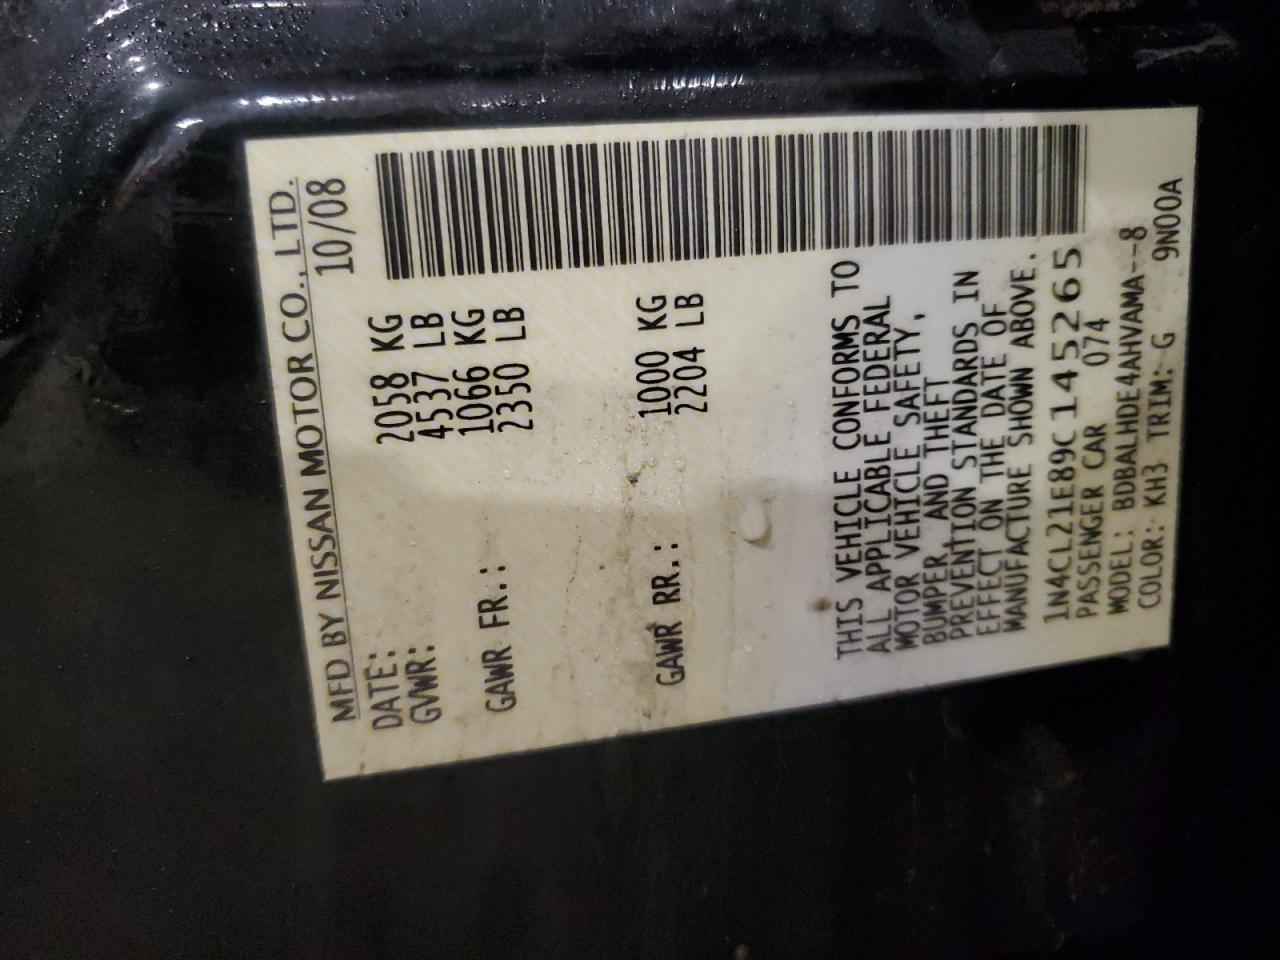 MFD BY NISSAN MOTOR CO., LTD.
DATE: 10/08
GVWR: 2058 KG
4537 LB
GAWR FR.: 1066 KG
2350 LB
GAWR RR.: 1000 KG
2204 LB
THIS VEHICLE CONFORMS TO
ALL APPLICABLE FEDERAL
MOTOR VEHICLE SAFETY,
BUMPER, AND THEFT
PREVENTION STANDARDS IN
EFFECT ON THE DATE OF
MANUFACTURE SHOWN ABOVE.
1N4CL21E89C145265
PASSENGER CAR 074
MODEL: BDBALHDE4AHVAMA--8
COLOR: KH3 TRIM: G 9N00A